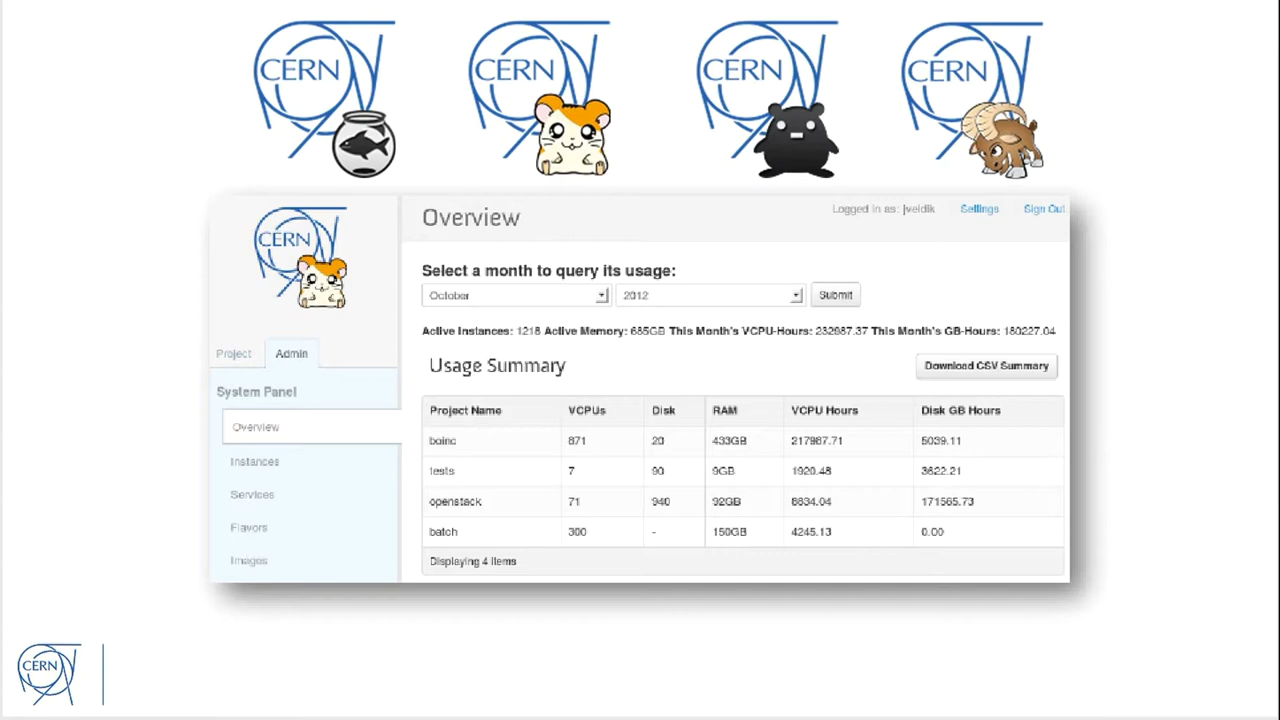 CERN CERN CERN CERN
CERN
Project Admin
System Panel
Overview
Instances
Services
Flavors
Images
Overview
Logged in as: jveidik Settings Sign Out
Select a month to query its usage:
October 2012 Submit
Active Instances: 1218 Active Memory: 685GB This Month's VCPU-Hours: 232987.37 This Month's GB-Hours: 180227.04
Usage Summary Download CSV Summary
Project Name VCPUs Disk RAM VCPU Hours Disk GB Hours
boinc 871 20 433GB 217987.71 5039.11
tests 7 90 9GB 1920.48 3622.21
openstack 71 940 92GB 8834.04 171565.73
batch 300 - 150GB 4245.13 0.00
Displaying 4 items
CERN